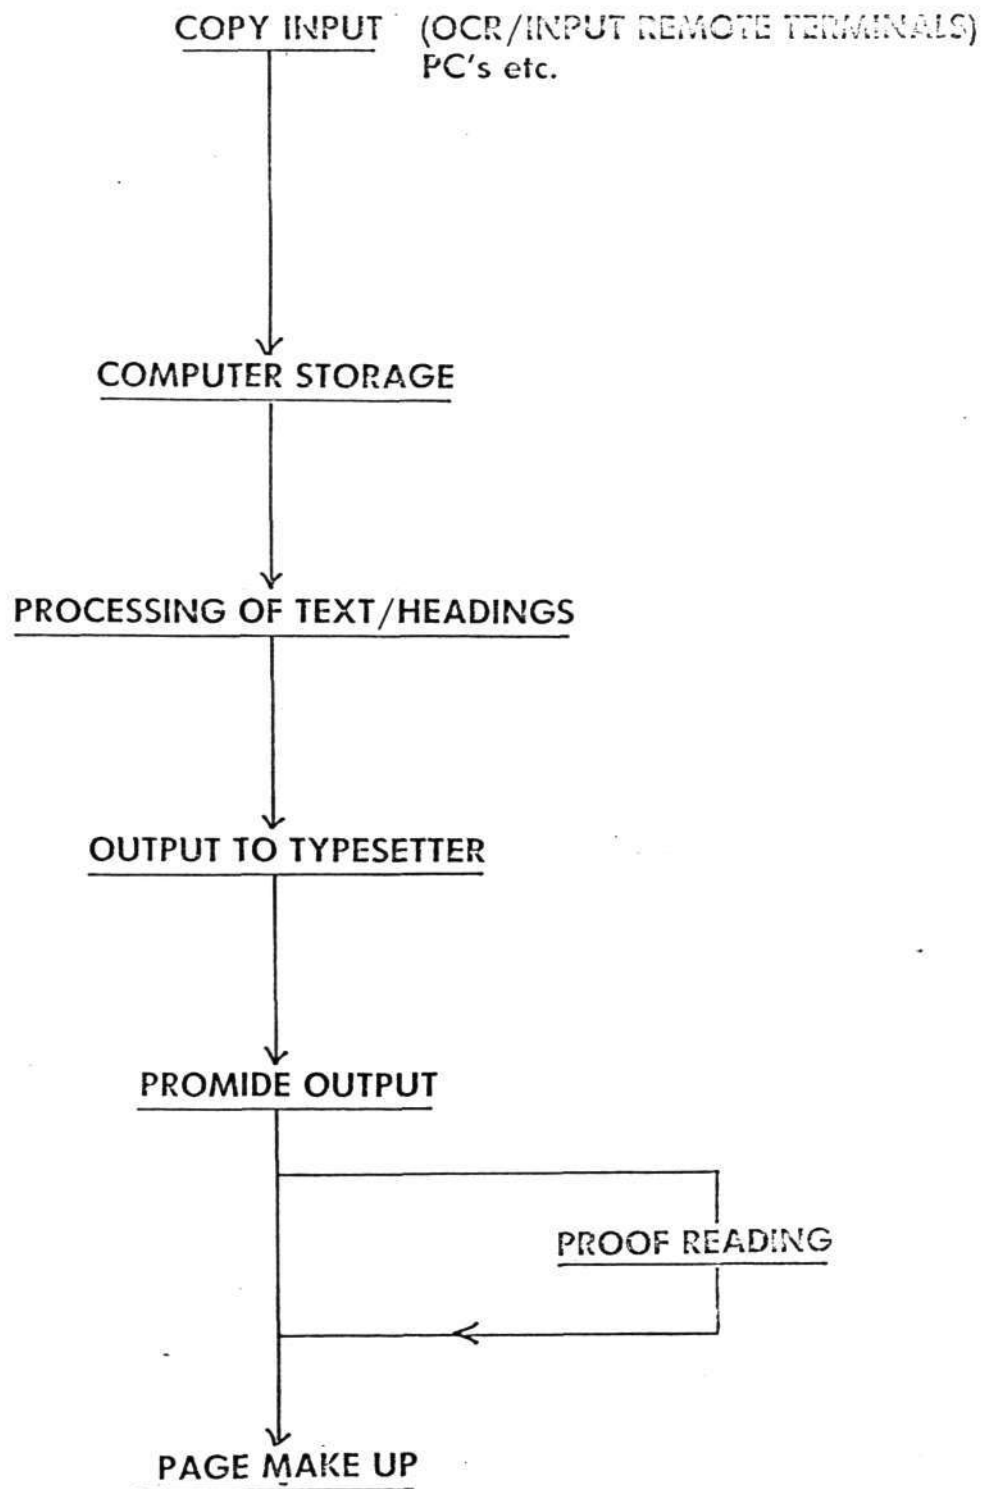 COPY INPUT (OCR/INPUT REMOTE TERMINALS)
PC's etc.
COMPUTER STORAGE
PROCESSING OF TEXT/HEADINGS
OUTPUT TO TYPESETTER
PROMIDE OUTPUT
PROOF READING
PAGE MAKE UP